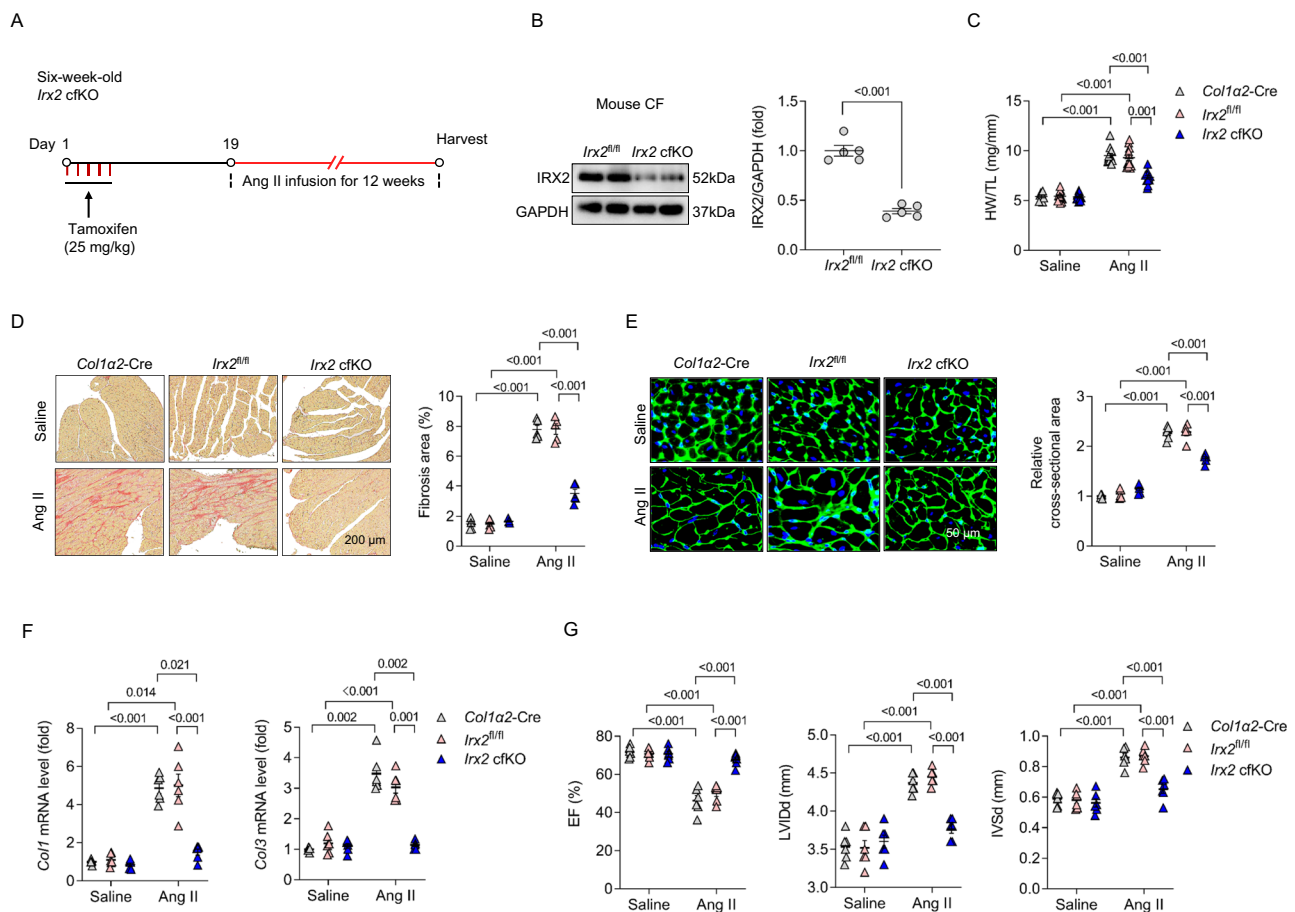 A
Six-week-old
Irx2 cfKO
Day 1
19
Harvest
Ang II infusion for 12 weeks
Tamoxifen
(25 mg/kg)
B
Mouse CF
Irx2fl/fl Irx2 cfKO
IRX2
52kDa
GAPDH
37kDa
IRX2/GAPDH (fold)
1.5
1.0
0.5
0.0
<0.001
Irx2fl/fl Irx2 cfKO
C
HW/TL (mg/mm)
15
10
5
0
<0.001
<0.001
<0.001
0.001
Saline Ang II
Col1α2-Cre
Irx2fl/fl
Irx2 cfKO
D
Col1α2-Cre Irx2fl/fl Irx2 cfKO
Saline
Ang II
200 µm
Fibrosis area (%)
10
8
6
4
2
0
<0.001
<0.001
<0.001
<0.001
Saline Ang II
E
Col1α2-Cre Irx2fl/fl Irx2 cfKO
Saline
Ang II
50 µm
Relative
cross-sectional area
3
2
1
0
<0.001
<0.001
<0.001
<0.001
Saline Ang II
F
Col1 mRNA level (fold)
8
6
4
2
0
0.021
0.014
<0.001
<0.001
Saline Ang II
Col3 mRNA level (fold)
5
4
3
2
1
0
0.002
<0.001
0.002
0.001
Saline Ang II
Col1α2-Cre
Irx2fl/fl
Irx2 cfKO
G
EF (%)
80
60
40
20
0
<0.001
<0.001
<0.001
<0.001
Saline Ang II
LVIDd (mm)
5.0
4.5
4.0
3.5
3.0
<0.001
<0.001
<0.001
<0.001
Saline Ang II
IVSd (mm)
1.0
0.8
0.6
0.4
0.2
0.0
<0.001
<0.001
<0.001
<0.001
Saline Ang II
Col1α2-Cre
Irx2fl/fl
Irx2 cfKO